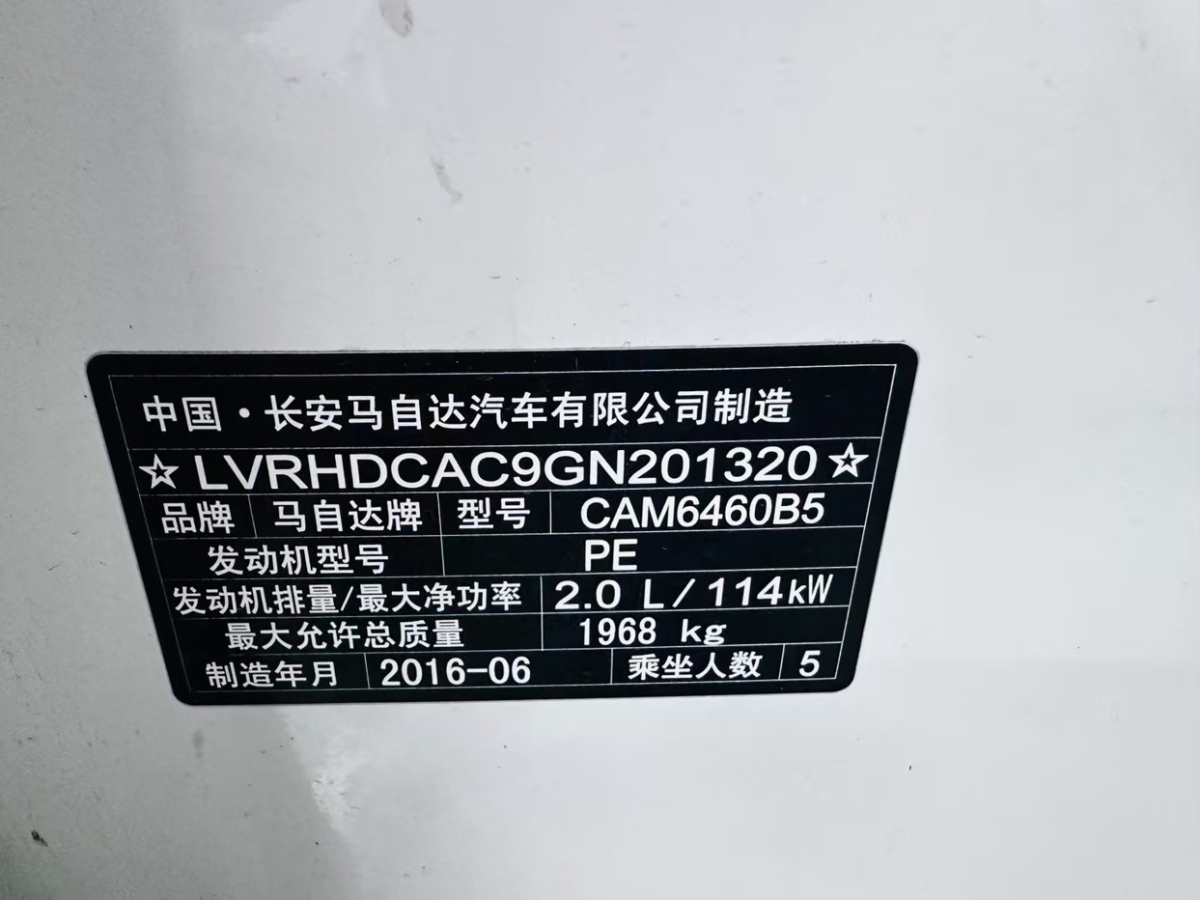 中国·长安马自达汽车有限公司制造
☆LVRHDCAC9GN201320☆
品牌 马自达牌 型号 CAM6460B5
发动机型号 PE
发动机排量/最大净功率 2.0 L/114kW
最大允许总质量 1968 kg
制造年月 2016-06 乘坐人数 5